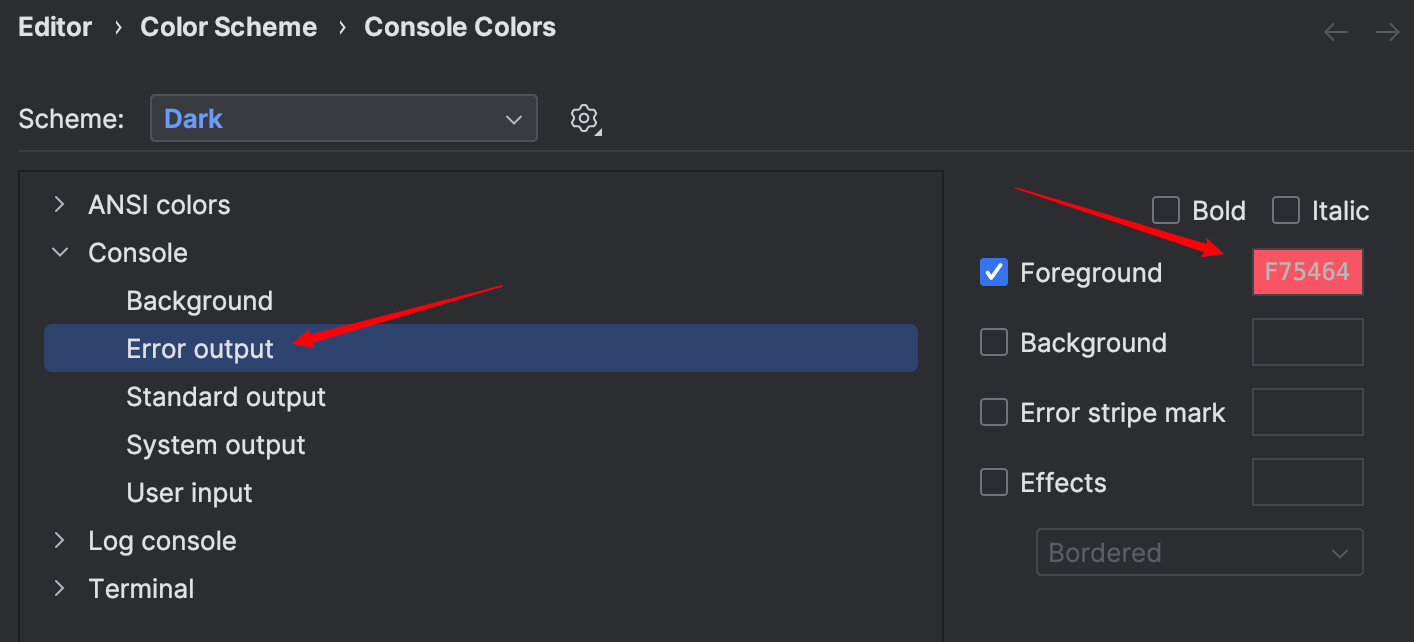 Editor › Color Scheme › Console Colors
Scheme: Dark
ANSI colors
Console
Background
Error output
Standard output
System output
User input
Log console
Terminal
Bold Italic
Foreground F75464
Background
Error stripe mark
Effects
Bordered